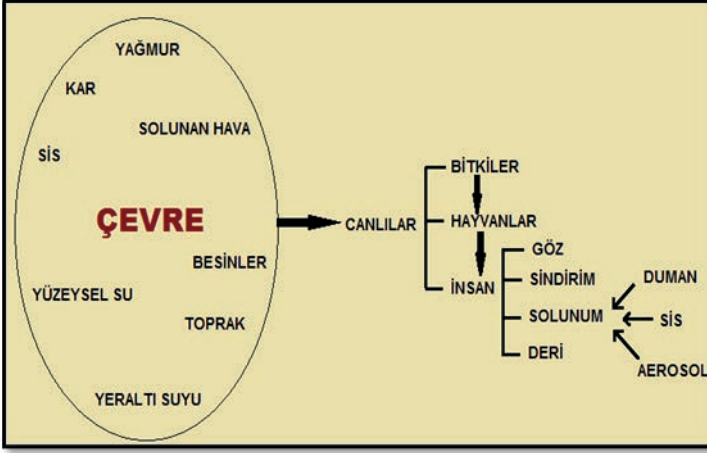 YAĞMUR
KAR
SOLUNAN HAVA
SİS
ÇEVRE
BESİNLER
YÜZEYSEL SU
TOPRAK
YERALTI SUYU
CANLILAR
BİTKİLER
HAYVANLAR
İNSAN
GÖZ
SİNDİRİM
SOLUNUM
DERİ
DUMAN
SİS
AEROSOL